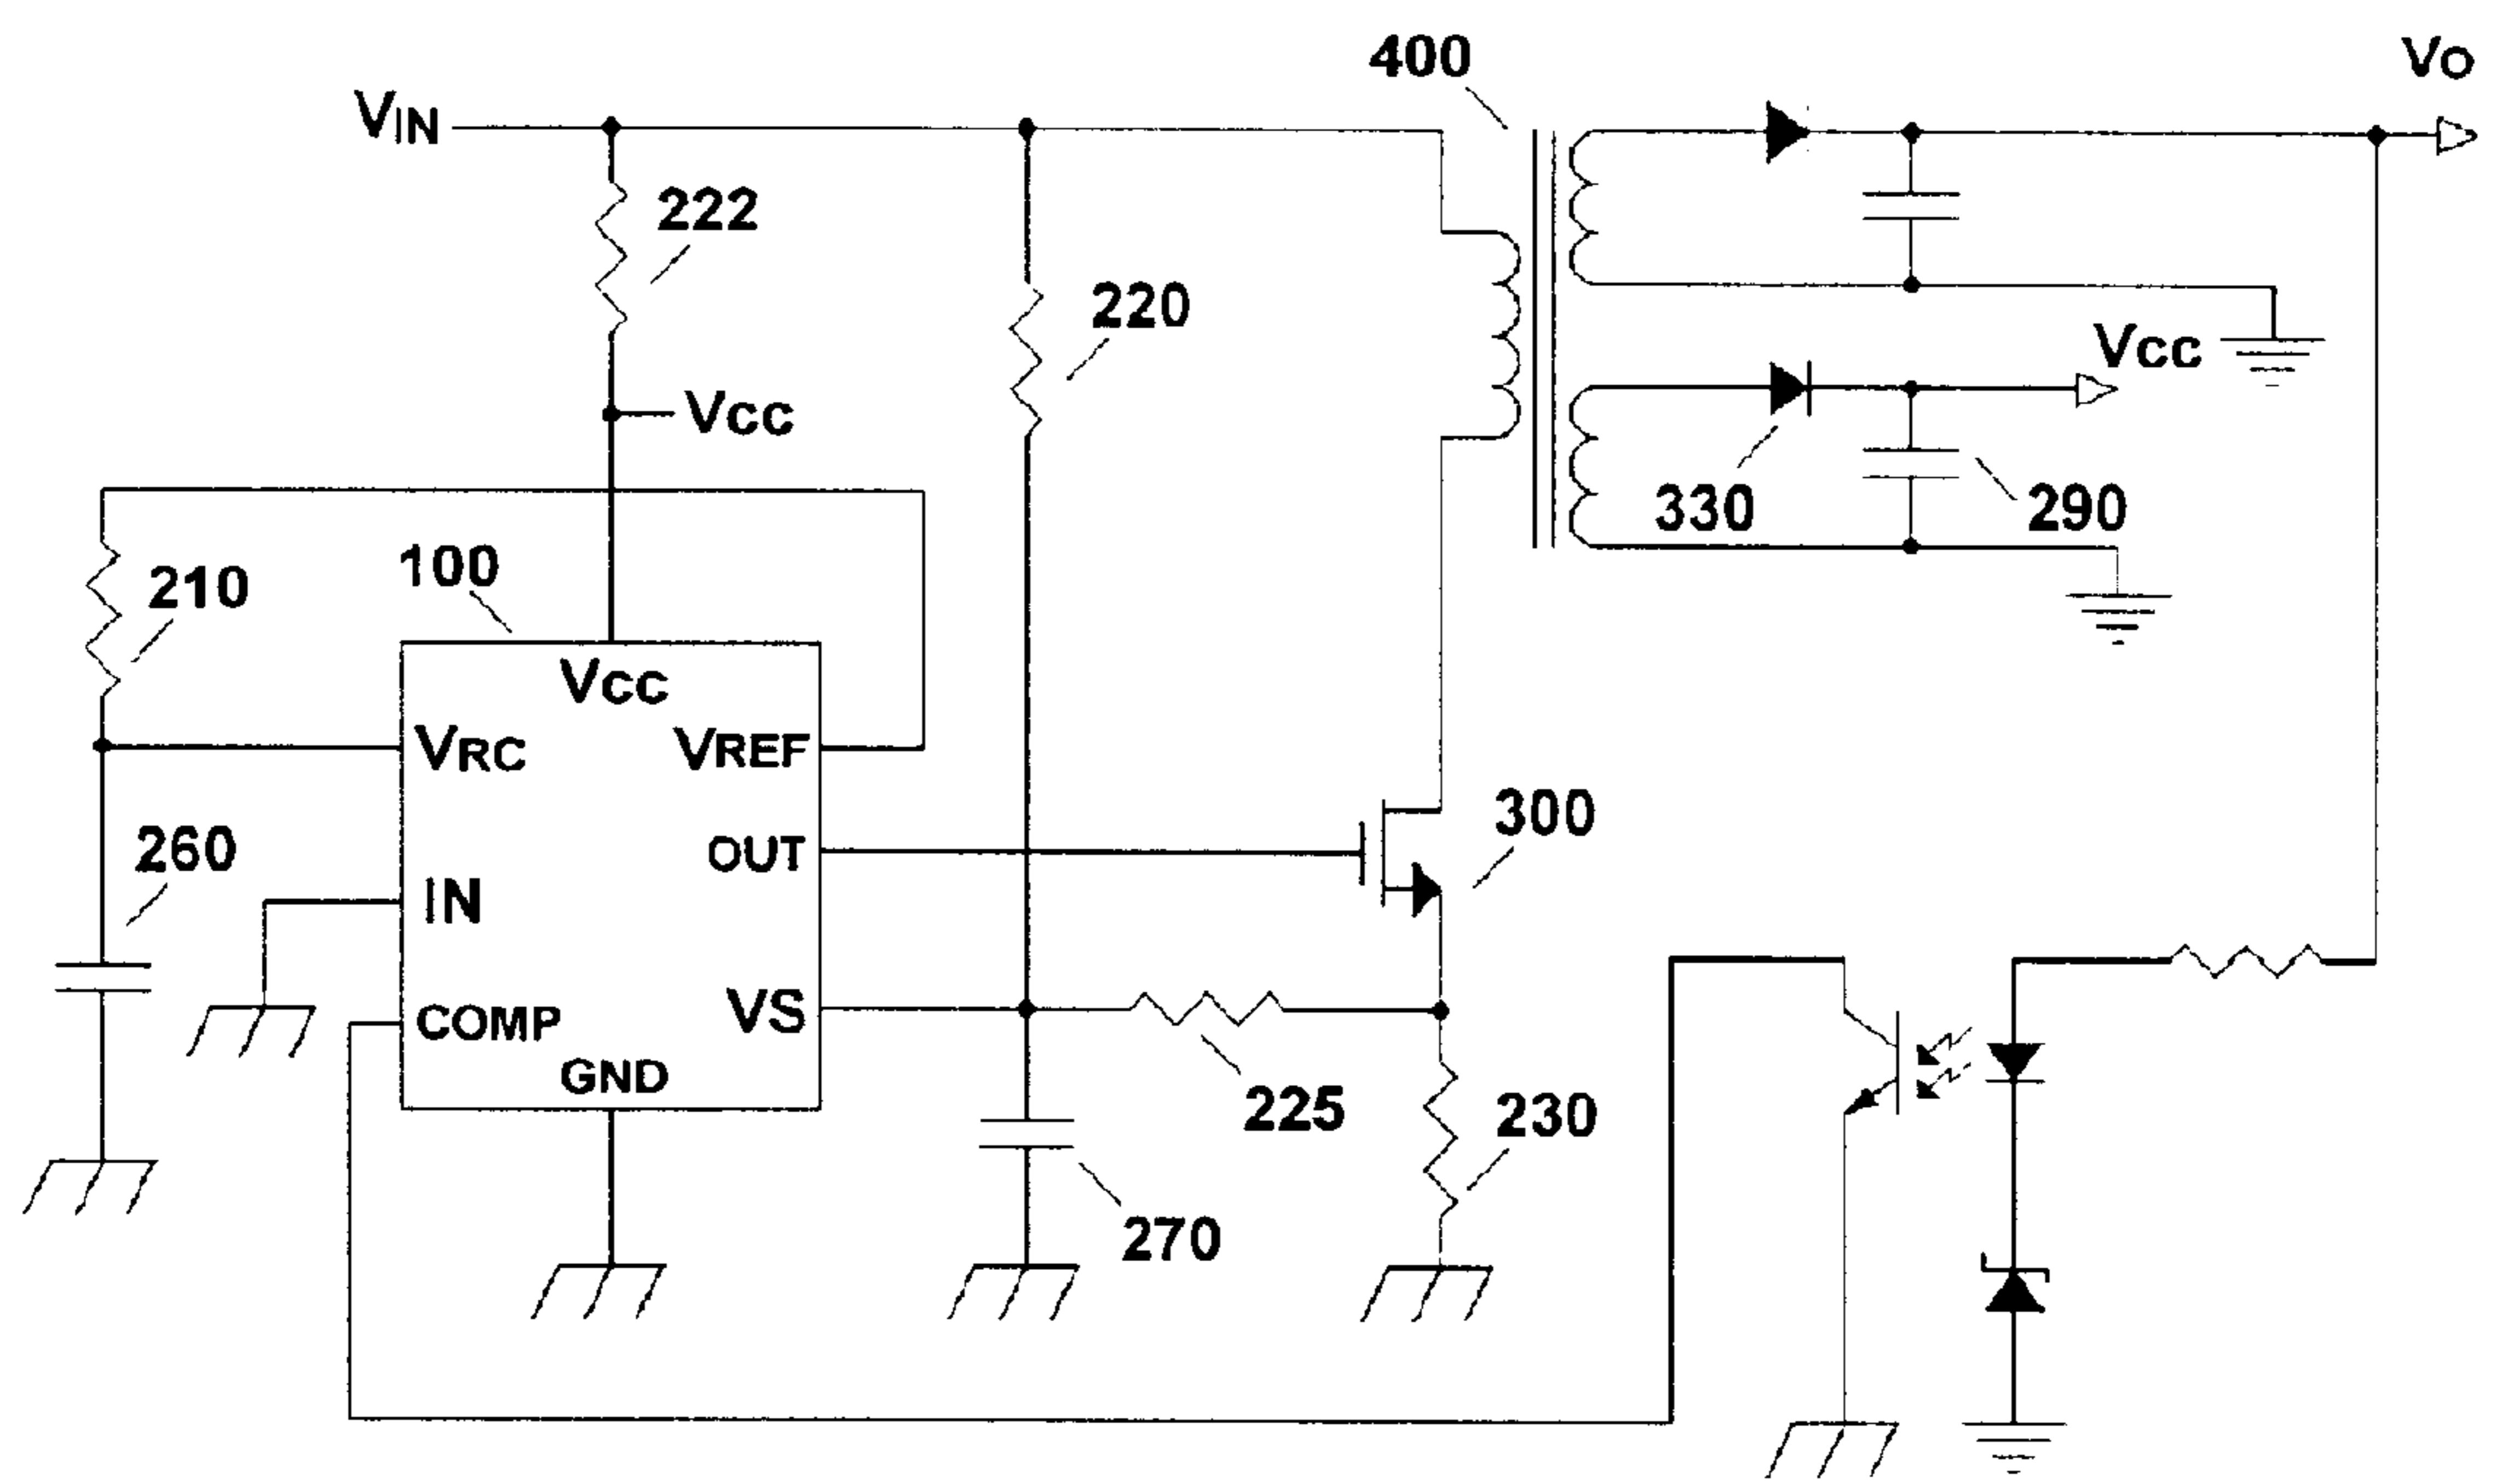 400
VO
VIN
222
220
VCC
VCC
330
290
100
210
VCC
VRC
VREF
OUT
300
260
IN
VS
COMP
GND
225
230
270